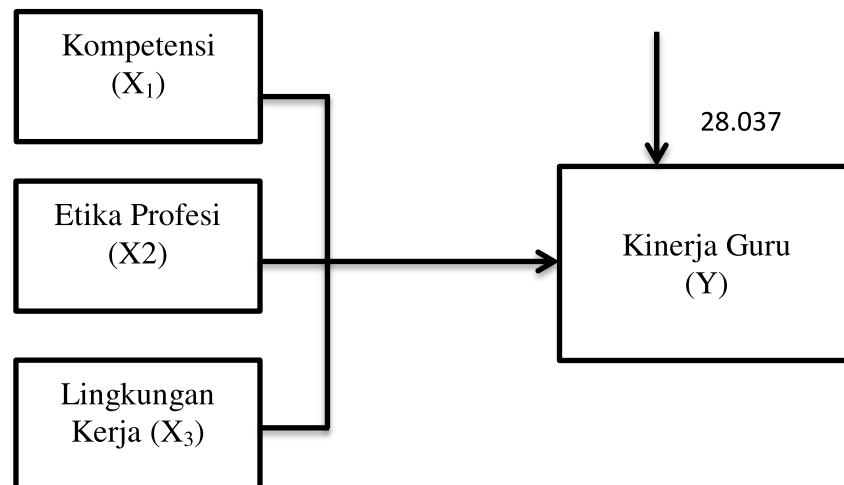 Kompetensi
(X₁)
Etika Profesi
(X2)
Lingkungan
Kerja (X₃)
28.037
Kinerja Guru
(Y)